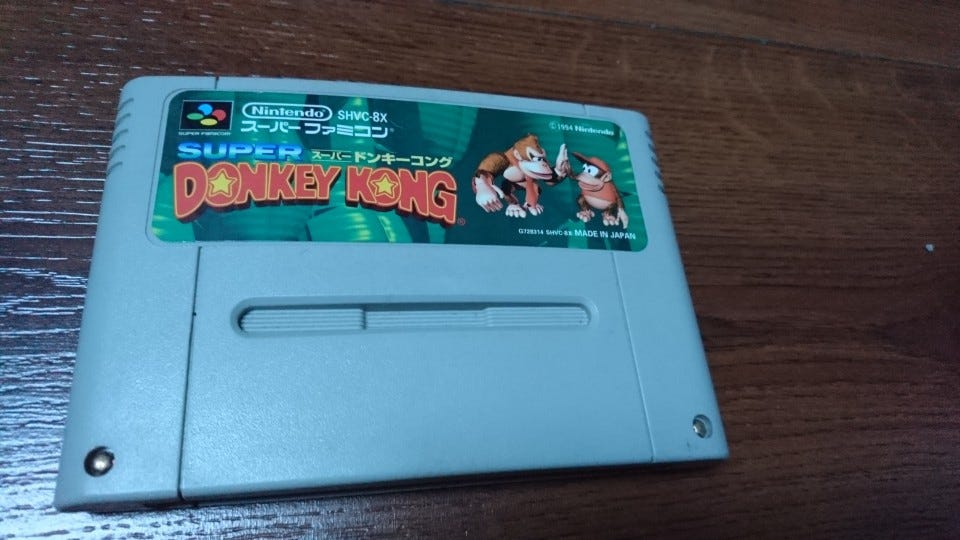 Nintendo SHVC-8X
スーパーファミコン
SUPER FAMICOM
©1994 Nintendo
SUPER スーパードンキーコング
DONKEY KONG®
G728314 SHVC-8X MADE IN JAPAN